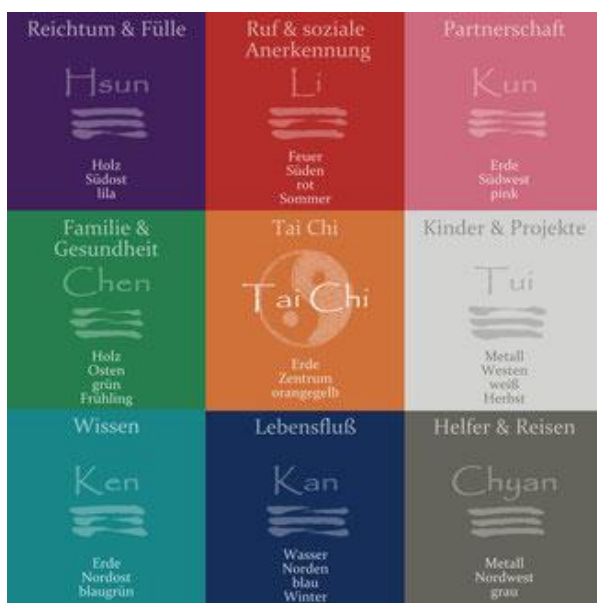 Reichtum & Fülle
Hsun
Holz
Südost
lila
Ruf & soziale
Anerkennung
Li
Feuer
Süden
rot
Sommer
Partnerschaft
Kun
Erde
Südwest
pink
Familie &
Gesundheit
Chen
Holz
Osten
grün
Frühling
Tai Chi
Tai Chi
Erde
Zentrum
orangegelb
Kinder & Projekte
Tui
Metall
Westen
weiß
Herbst
Wissen
Ken
Erde
Nordost
blaugrün
Lebensfluß
Kan
Wasser
Norden
blau
Winter
Helfer & Reisen
Chyan
Metall
Nordwest
grau